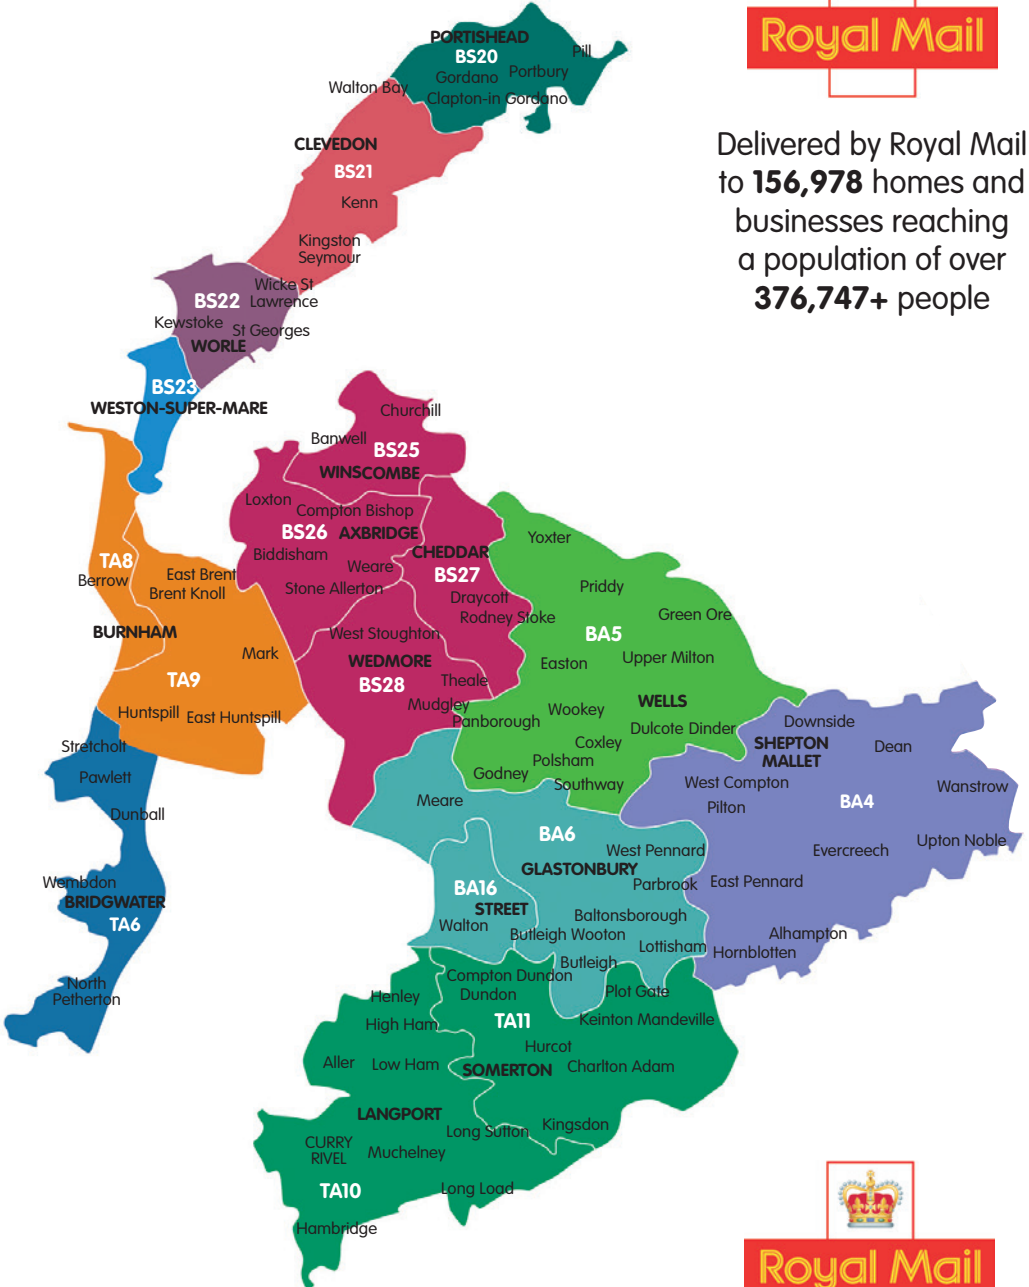 Royal Mail
Delivered by Royal Mail
to 156,978 homes and
businesses reaching
a population of over
376,747+ people
PORTISHEAD
BS20
Pill
Gordano
Portbury
Walton Bay
Clapton-in Gordano
CLEVEDON
BS21
Kenn
Kingston
Seymour
Wicke St
Lawrence
BS22
Kewstoke
St Georges
WORLE
BS23
WESTON-SUPER-MARE
Churchill
Banwell
BS25
WINSCOMBE
Loxton
Compton Bishop
BS26
AXBRIDGE
Biddisham
Weare
Stone Allerton
CHEDDAR
BS27
Draycott
Rodney Stoke
West Stoughton
WEDMORE
BS28
Theale
Mudgley
TA8
Berrow
East Brent
Brent Knoll
BURNHAM
Mark
TA9
Huntspill
East Huntspill
Yoxter
Priddy
Green Ore
BA5
Easton
Upper Milton
WELLS
Wookey
Panborough
Dulcote Dinder
Coxley
Polsham
Godney
Southway
Downside
SHEPTON
MALLET
Dean
West Compton
Wanstrow
BA4
Pilton
Evercreech
Upton Noble
East Pennard
Alhampton
Hornblotten
Stretcholt
Pawlett
Dunball
Wembdon
BRIDGWATER
TA6
North
Petherton
Meare
BA6
West Pennard
GLASTONBURY
Parbrook
BA16
STREET
Walton
Baltonsborough
Butleigh Wooton
Lottisham
Butleigh
Compton Dundon
Dundon
Plot Gate
Henley
TA11
Keinton Mandeville
High Ham
Hurcot
Aller
Low Ham
SOMERTON
Charlton Adam
LANGPORT
Long Sutton
Kingsdon
CURRY
RIVEL
Muchelney
TA10
Long Load
Hambridge
Royal Mail